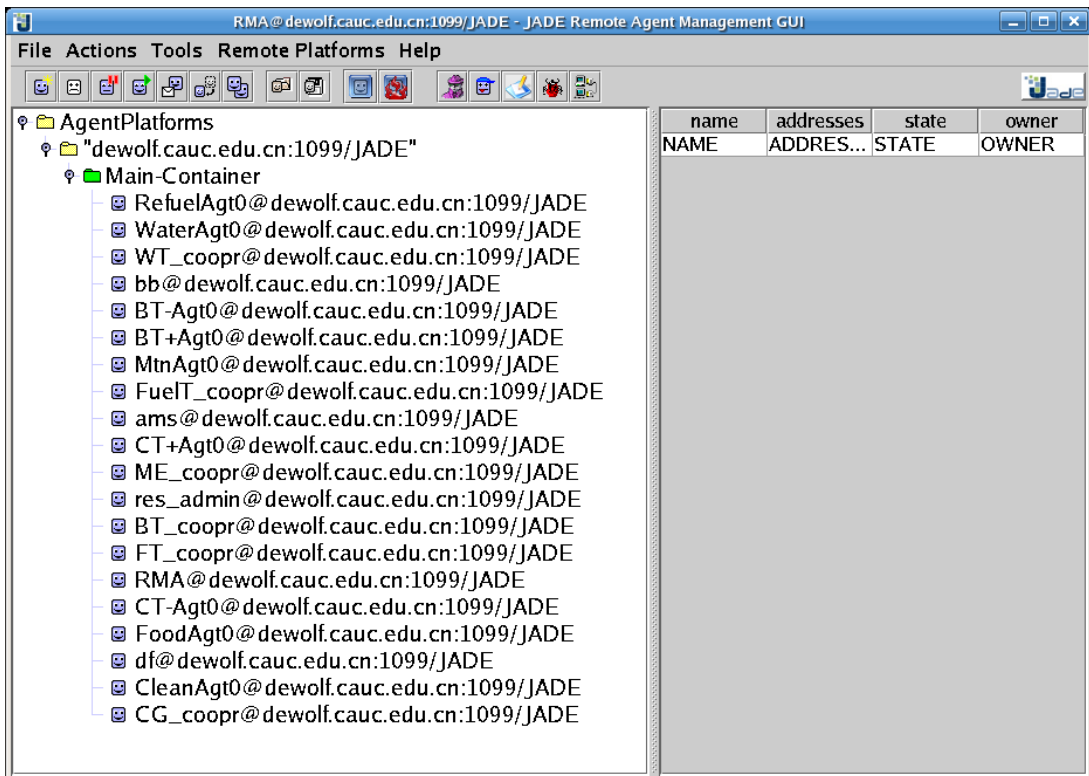 RMA@dewolf.cauc.edu.cn:1099/JADE - JADE Remote Agent Management GUI
File Actions Tools Remote Platforms Help
Jade
AgentPlatforms
"dewolf.cauc.edu.cn:1099/JADE"
Main-Container
RefuelAgt0@dewolf.cauc.edu.cn:1099/JADE
WaterAgt0@dewolf.cauc.edu.cn:1099/JADE
WT_coopr@dewolf.cauc.edu.cn:1099/JADE
bb@dewolf.cauc.edu.cn:1099/JADE
BT-Agt0@dewolf.cauc.edu.cn:1099/JADE
BT+Agt0@dewolf.cauc.edu.cn:1099/JADE
MtnAgt0@dewolf.cauc.edu.cn:1099/JADE
FuelT_coopr@dewolf.cauc.edu.cn:1099/JADE
ams@dewolf.cauc.edu.cn:1099/JADE
CT+Agt0@dewolf.cauc.edu.cn:1099/JADE
ME_coopr@dewolf.cauc.edu.cn:1099/JADE
res_admin@dewolf.cauc.edu.cn:1099/JADE
BT_coopr@dewolf.cauc.edu.cn:1099/JADE
FT_coopr@dewolf.cauc.edu.cn:1099/JADE
RMA@dewolf.cauc.edu.cn:1099/JADE
CT-Agt0@dewolf.cauc.edu.cn:1099/JADE
FoodAgt0@dewolf.cauc.edu.cn:1099/JADE
df@dewolf.cauc.edu.cn:1099/JADE
CleanAgt0@dewolf.cauc.edu.cn:1099/JADE
CG_coopr@dewolf.cauc.edu.cn:1099/JADE
name addresses state owner
NAME ADDRES... STATE OWNER